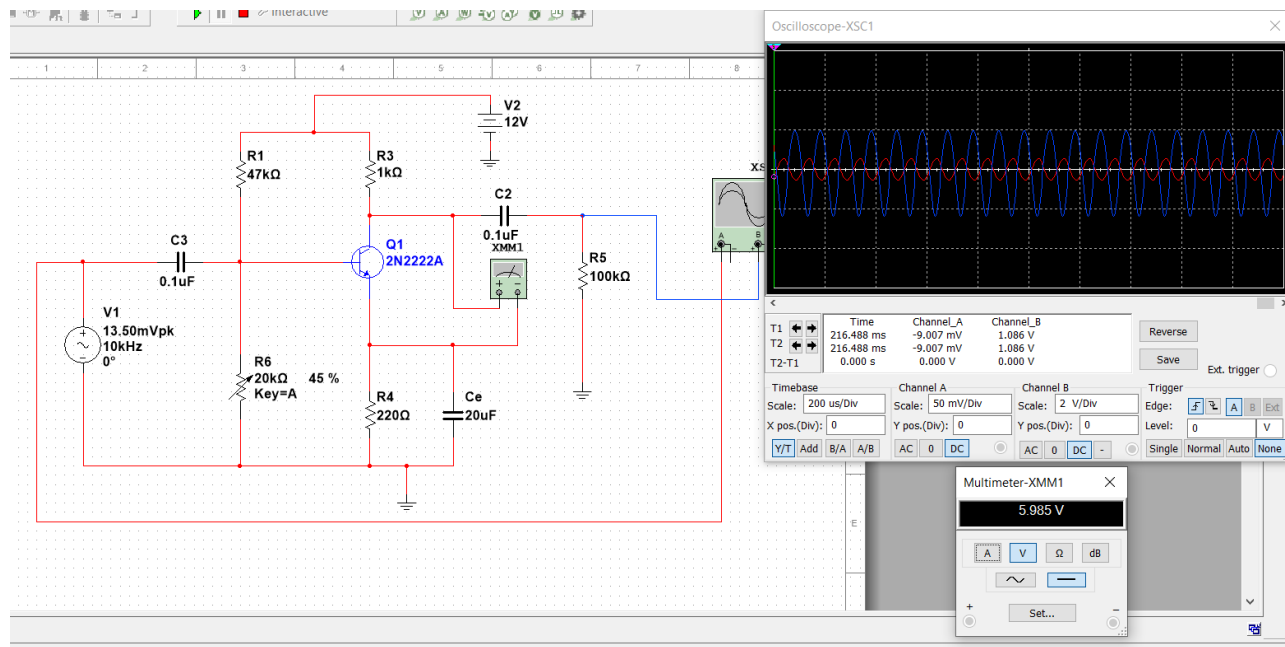 Interactive
Oscilloscope-XSC1
1 2 3 4 5 6 7 8
V2
12V
R1
47kΩ
R3
1kΩ
C2
0.1uF
XMM1
XS
A B
C3
0.1uF
Q1
2N2222A
R5
100kΩ
V1
13.50mVpk
10kHz
0°
R6
20kΩ 45 %
Key=A
R4
220Ω
Ce
20uF
E
Time Channel_A Channel_B
T1 216.488 ms -9.007 mV 1.086 V
T2 216.488 ms -9.007 mV 1.086 V
T2-T1 0.000 s 0.000 V 0.000 V
Reverse
Save
Ext. trigger
Timebase
Scale: 200 us/Div
X pos.(Div): 0
Y/T Add B/A A/B
Channel A
Scale: 50 mV/Div
Y pos.(Div): 0
AC 0 DC
Channel B
Scale: 2 V/Div
Y pos.(Div): 0
AC 0 DC -
Trigger
Edge: A B Ext
Level: 0 V
Single Normal Auto None
Multimeter-XMM1
5.985 V
A V Ω dB
+ Set... −